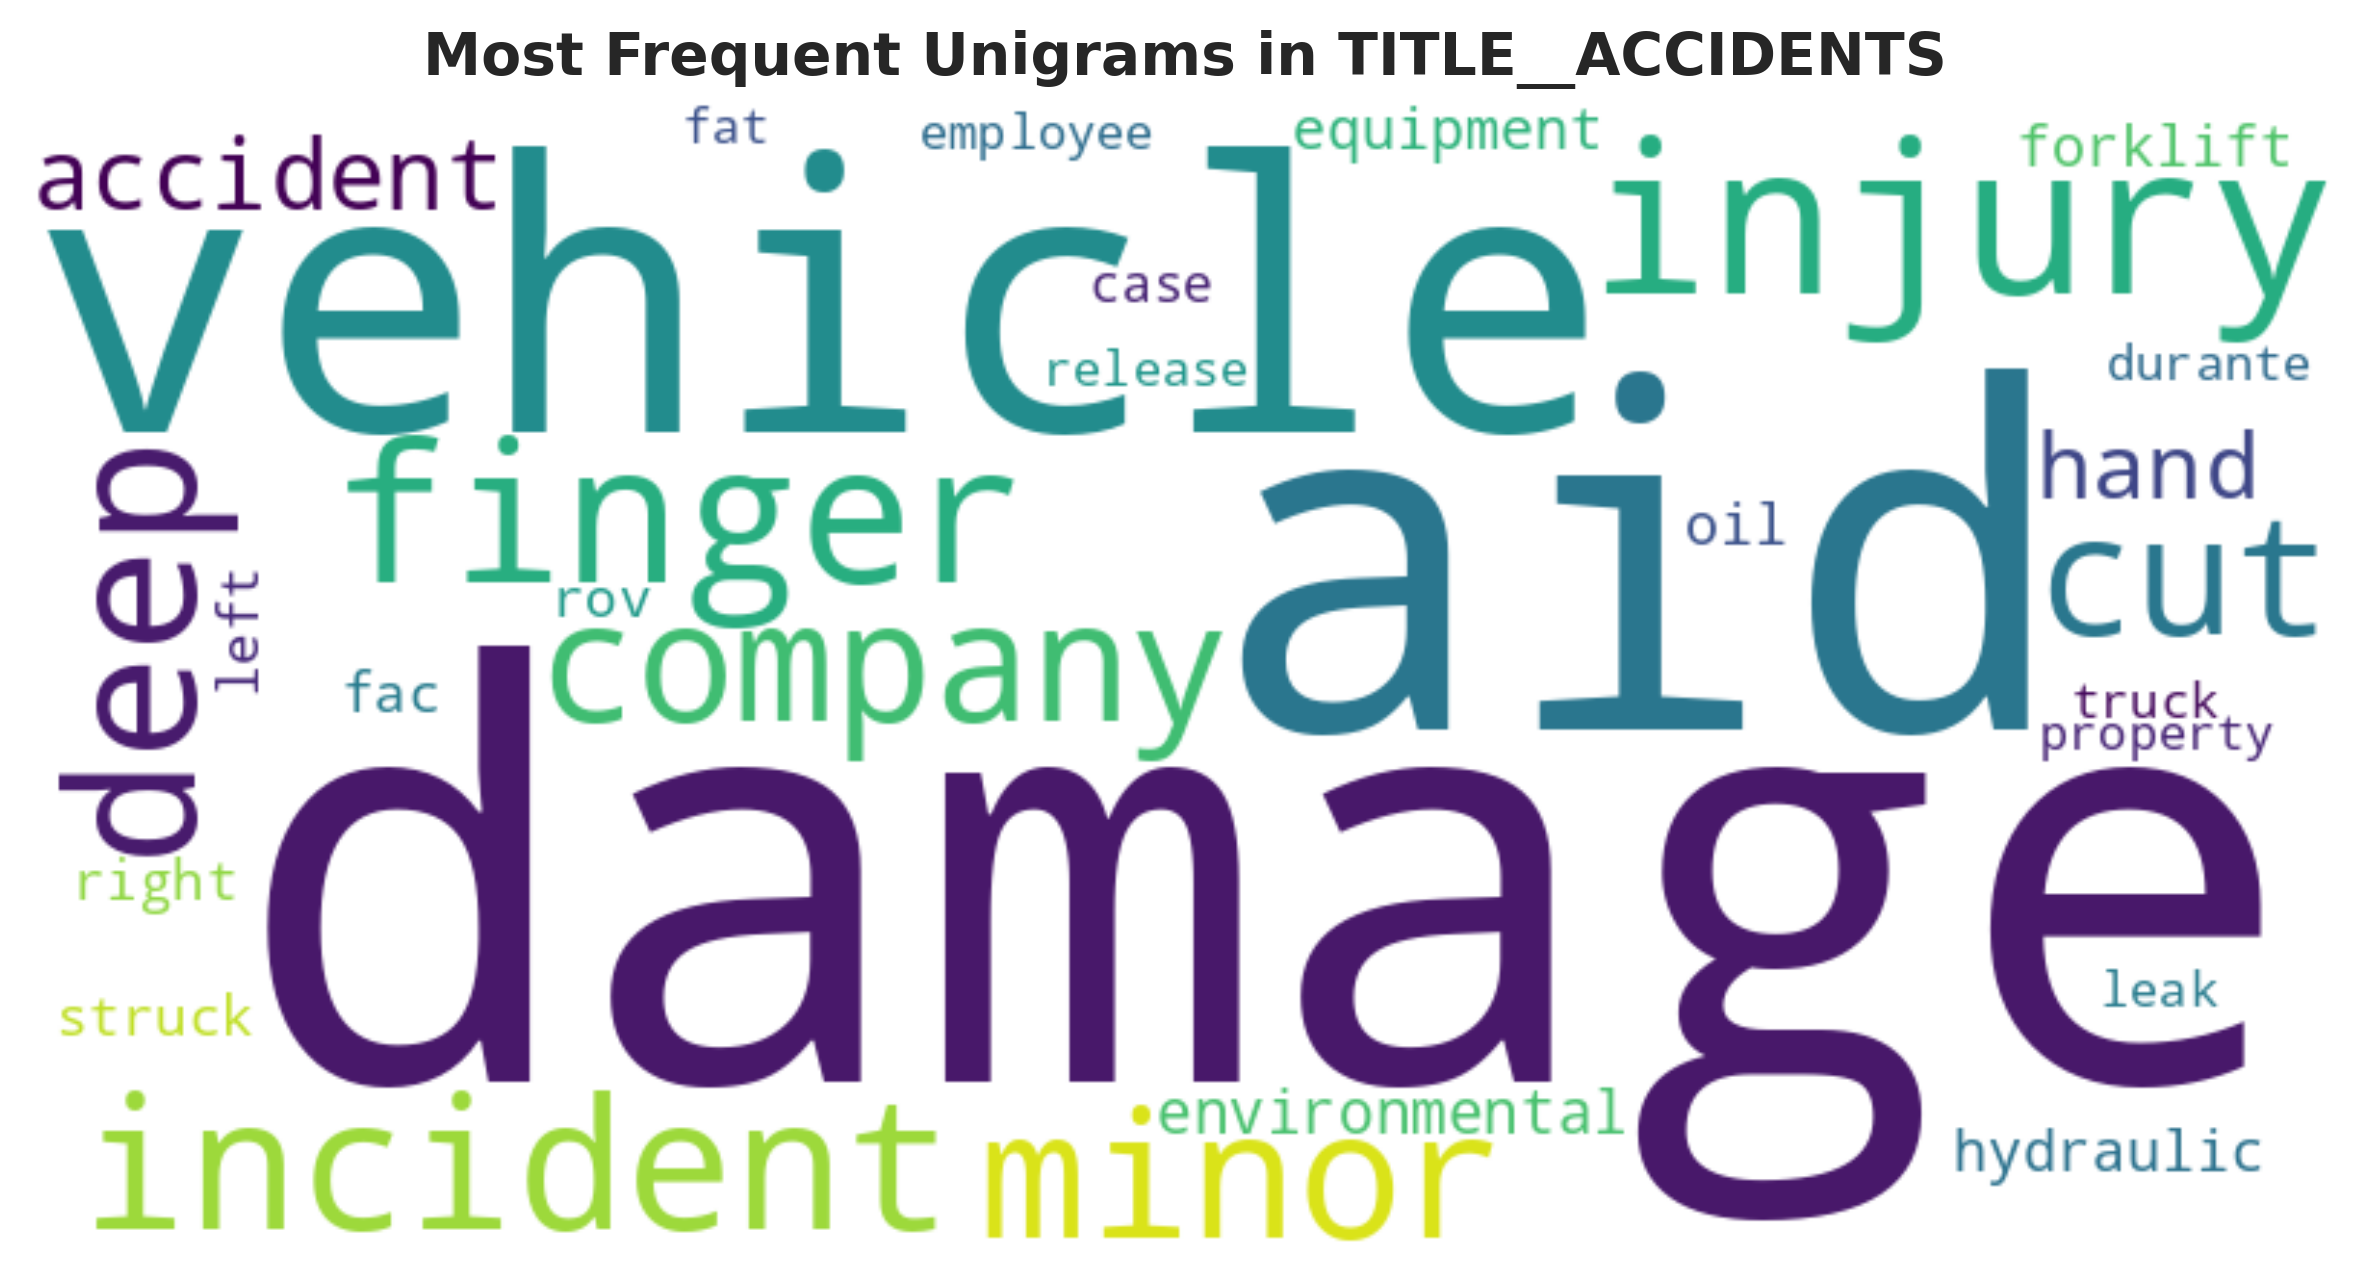 Most Frequent Unigrams in TITLE__ACCIDENTS
fat
employee
equipment
forklift
accident
vehicle
injury
case
release
durante
finger
aid
hand
oil
cut
deep
left
rov
company
fac
truck
property
damage
right
leak
struck
incident
minor
environmental
hydraulic